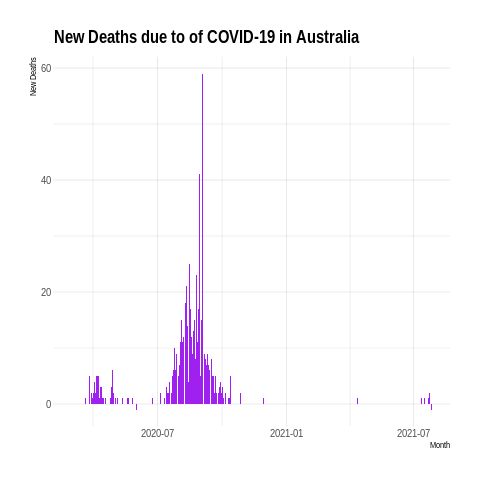 New Deaths due to of COVID-19 in Australia
New Deaths
60
40
20
0
2020-07
2021-01
2021-07
Month